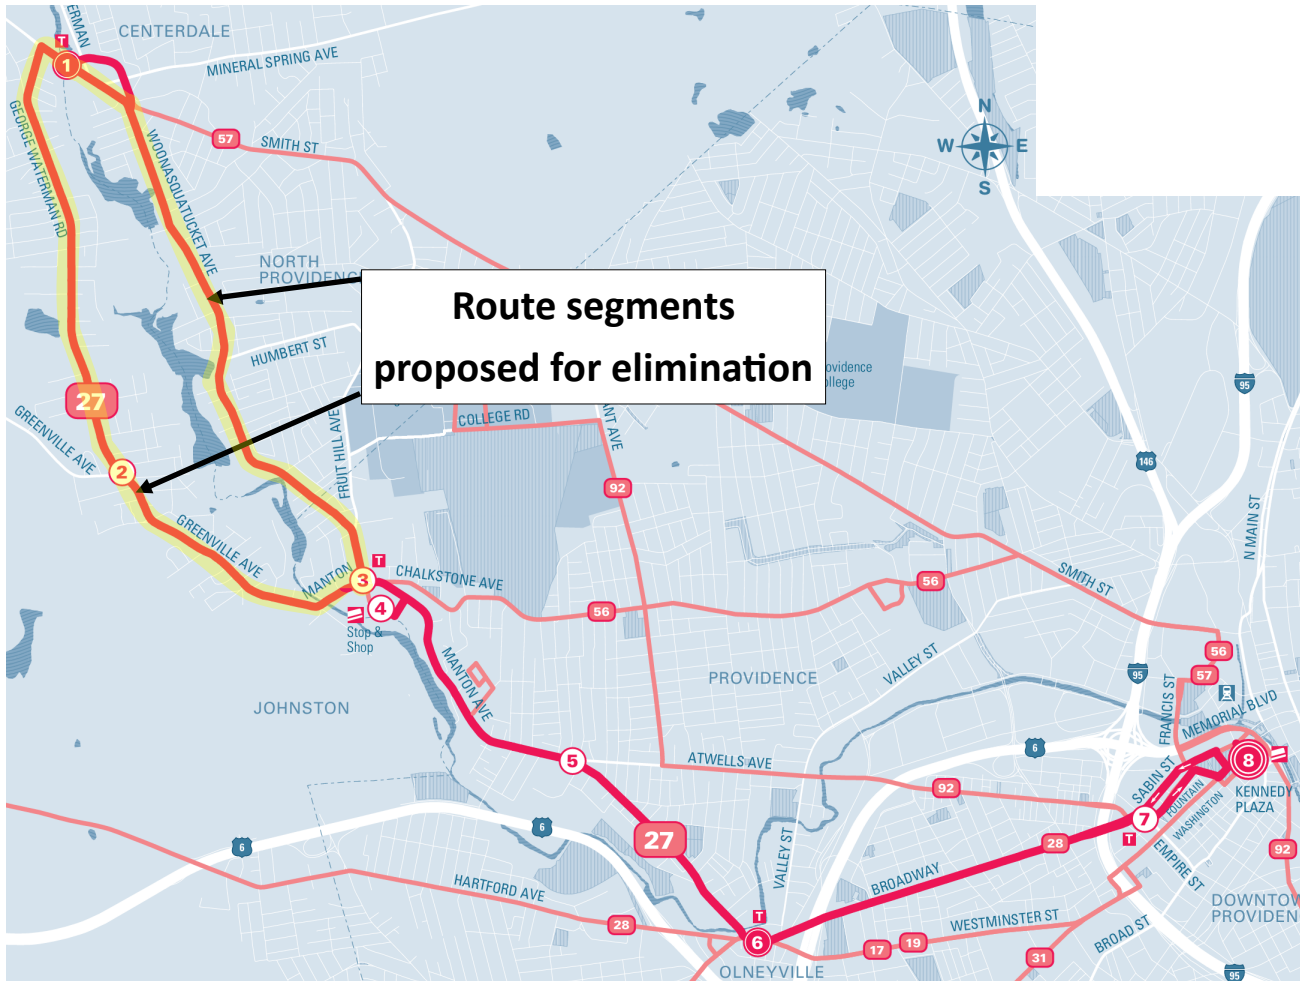 ERMAN
CENTERDALE
T
1
MINERAL SPRING AVE
GEORGE WATERMAN RD
WOONASQUATUCKET AVE
57
SMITH ST
N
W E
S
NORTH
PROVIDENC
Route segments
proposed for elimination
HUMBERT ST
ovidence
ollege
95
27
GREENVILLE AVE
2
FRUIT HILL AVE
COLLEGE RD
ANT AVE
146
92
N MAIN ST
GREENVILLE AVE
MANTON
3
T
CHALKSTONE AVE
56
56
SMITH ST
4
Stop &
Shop
MANTON AVE
PROVIDENCE
VALLEY ST
56
57
95
FRANCIS ST
MEMORIAL BLVD
JOHNSTON
5
ATWELLS AVE
6
92
SABIN ST
FOUNTAIN
WASHINGTON
8
KENNEDY
PLAZA
7
T
6
6
27
VALLEY ST
28
BROADWAY
EMPIRE ST
92
HARTFORD AVE
28
T
6
OLNEYVILLE
17
19
WESTMINSTER ST
31
BROAD ST
DOWNTOW
PROVIDEN
95